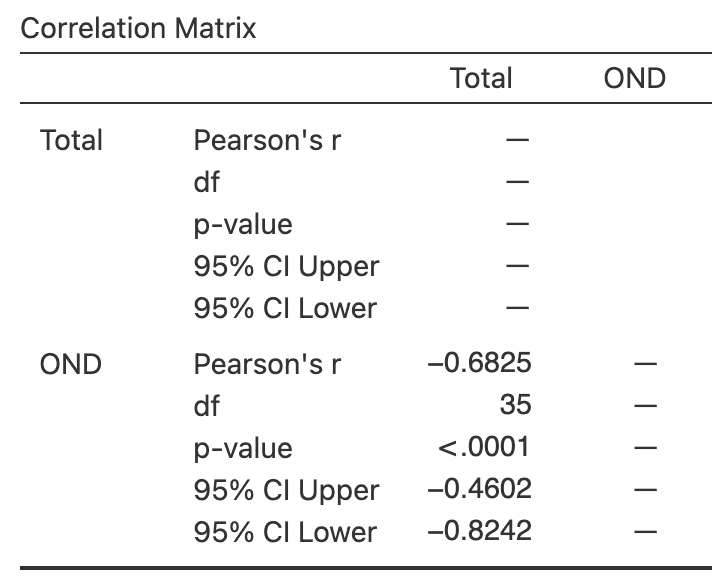 Correlation Matrix
Total OND
Total Pearson's r —
df —
p-value —
95% CI Upper —
95% CI Lower —
OND Pearson's r −0.6825 —
df 35 —
p-value <.0001 —
95% CI Upper −0.4602 —
95% CI Lower −0.8242 —